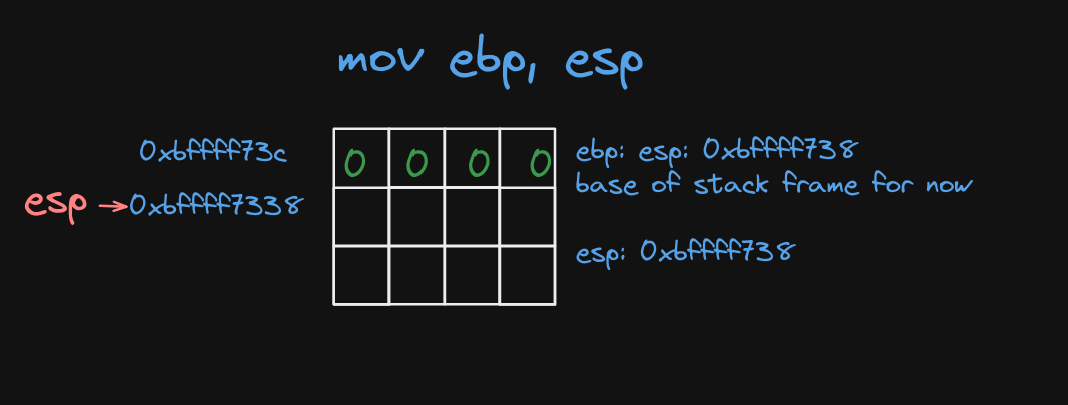 mov ebp, esp
0xbffff73c
0 0 0 0
ebp: esp: 0xbffff738
base of stack frame for now
esp → 0xbffff7338
esp: 0xbffff738